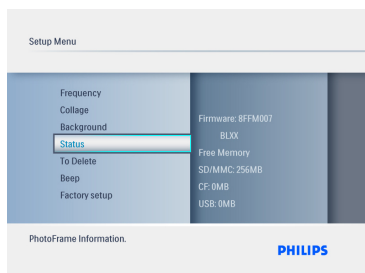 Setup Menu
Frequency
Collage
Background
Status
To Delete
Beep
Factory setup
Firmware: 8FFM007
BLXX
Free Memory
SD/MMC: 256MB
CF: 0MB
USB: 0MB
PhotoFrame Information.
PHILIPS